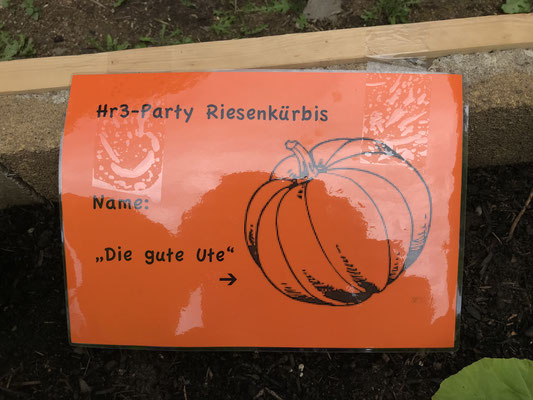 Hr3-Party Riesenkürbis
Name:
„Die gute Ute“
→